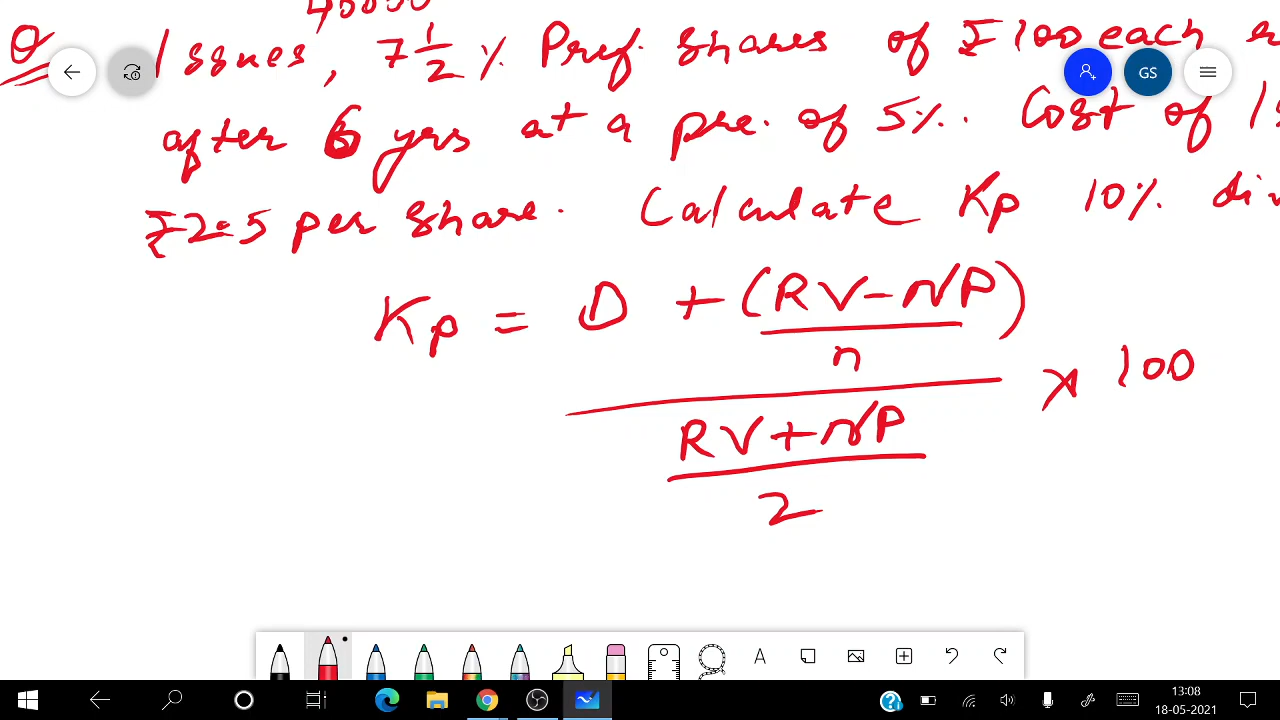 Q Issues, 7 1/2 % Pref. shares of ₹100 each
after 6 yrs at a pre. of 5%. Cost of
₹2.5 per share. Calculate Kp 10%
Kp = D + (RV - NP)
n
× 100
RV + NP
2
GS
A
13:08
18-05-2021